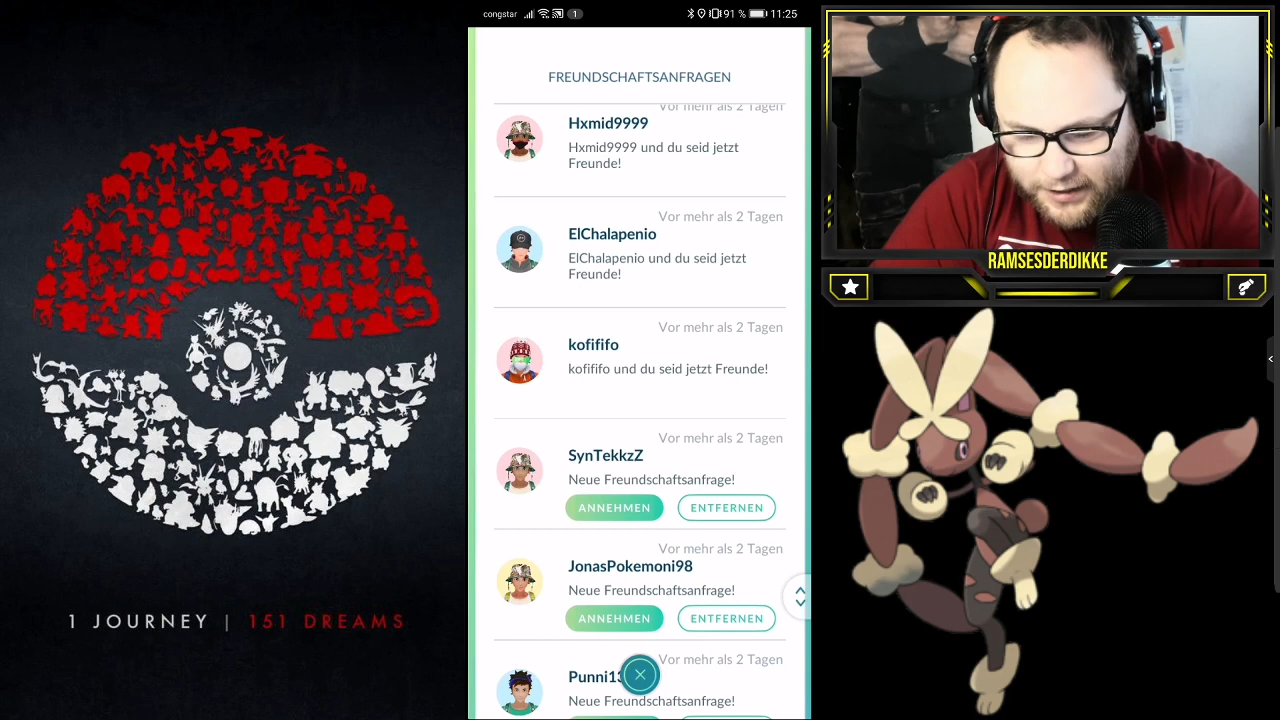 congstar
1
91 %
11:25
FREUNDSCHAFTSANFRAGEN
Vor mehr als 2 Tagen
Hxmid9999
Hxmid9999 und du seid jetzt
Freunde!
Vor mehr als 2 Tagen
ElChalapenio
ElChalapenio und du seid jetzt
Freunde!
Vor mehr als 2 Tagen
kofififo
kofififo und du seid jetzt Freunde!
Vor mehr als 2 Tagen
SynTekkzZ
Neue Freundschaftsanfrage!
ANNEHMEN
ENTFERNEN
Vor mehr als 2 Tagen
JonasPokemoni98
Neue Freundschaftsanfrage!
ANNEHMEN
ENTFERNEN
Vor mehr als 2 Tagen
Neue Freundschaftsanfrage!
1 JOURNEY | 151 DREAMS
RAMSESDERDIKKE